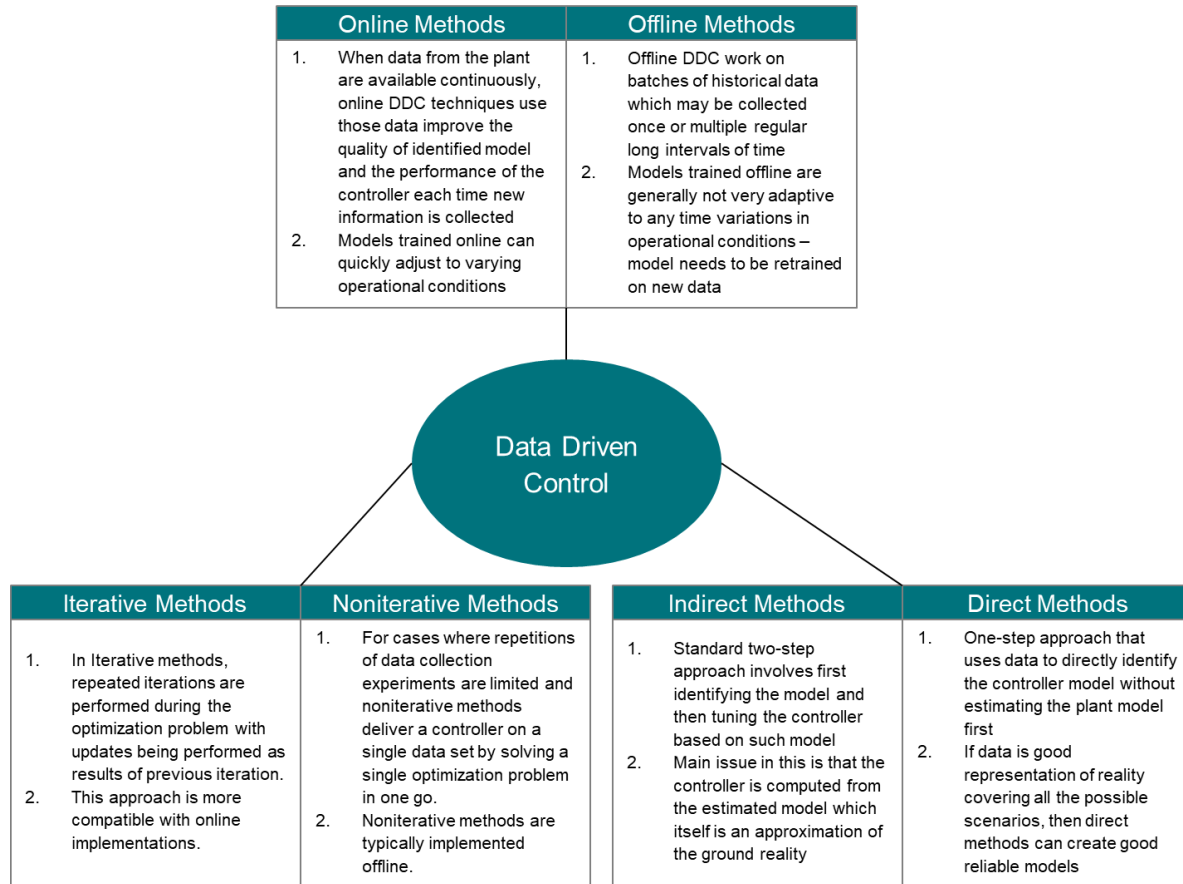 Online Methods
1. When data from the plant
are available continuously,
online DDC techniques use
those data improve the
quality of identified model
and the performance of the
controller each time new
information is collected
2. Models trained online can
quickly adjust to varying
operational conditions
Offline Methods
1. Offline DDC work on
batches of historical data
which may be collected
once or multiple regular
long intervals of time
2. Models trained offline are
generally not very adaptive
to any time variations in
operational conditions –
model needs to be retrained
on new data
Data Driven
Control
Iterative Methods
1. In Iterative methods,
repeated iterations are
performed during the
optimization problem with
updates being performed as
results of previous iteration.
2. This approach is more
compatible with online
implementations.
Noniterative Methods
1. For cases where repetitions
of data collection
experiments are limited and
noniterative methods
deliver a controller on a
single data set by solving a
single optimization problem
in one go.
2. Noniterative methods are
typically implemented
offline.
Indirect Methods
1. Standard two-step
approach involves first
identifying the model and
then tuning the controller
based on such model
2. Main issue in this is that the
controller is computed from
the estimated model which
itself is an approximation of
the ground reality
Direct Methods
1. One-step approach that
uses data to directly identify
the controller model without
estimating the plant model
first
2. If data is good
representation of reality
covering all the possible
scenarios, then direct
methods can create good
reliable models